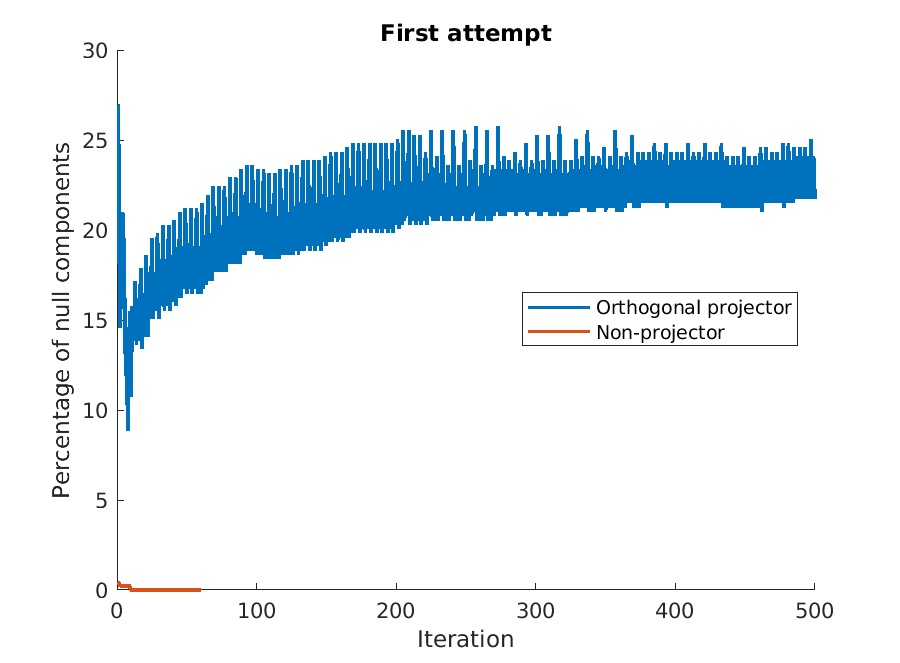 First attempt
30
25
20
15
10
5
0
Percentage of null components
Orthogonal projector
Non-projector
0 100 200 300 400 500
Iteration